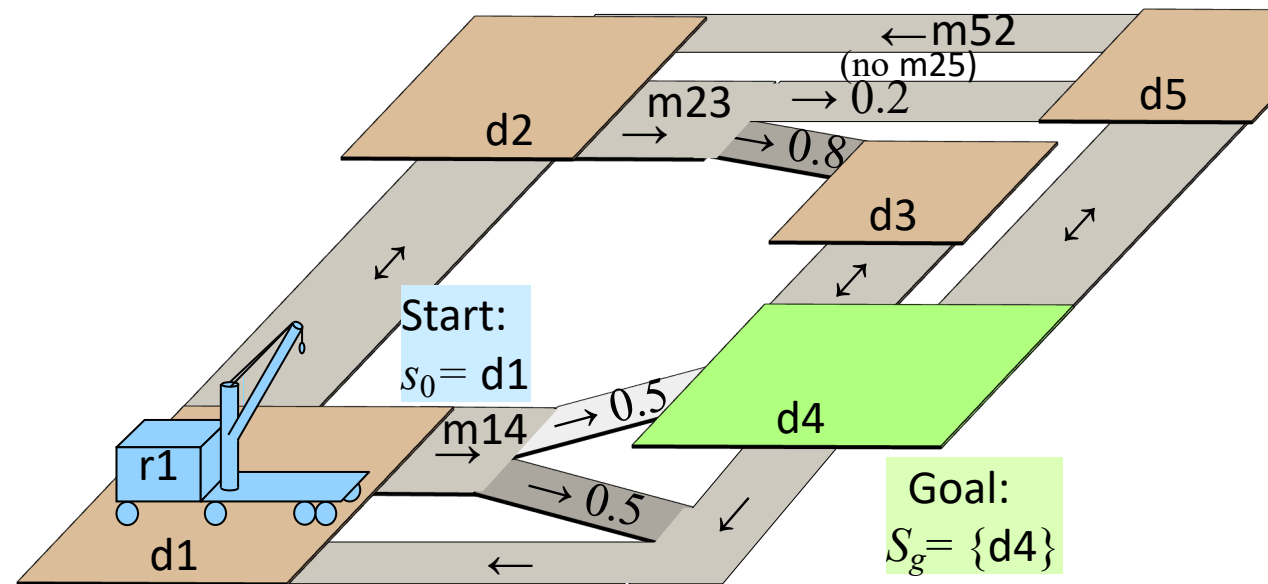 ← m52
(no m25)
m23
→ 0.2
d5
d2
→
→ 0.8
d3
↔
↔
↔
Start:
s₀ = d1
→ 0.5
m14
→
d4
r1
→ 0.5
Goal:
S_g = {d4}
↙
d1
←